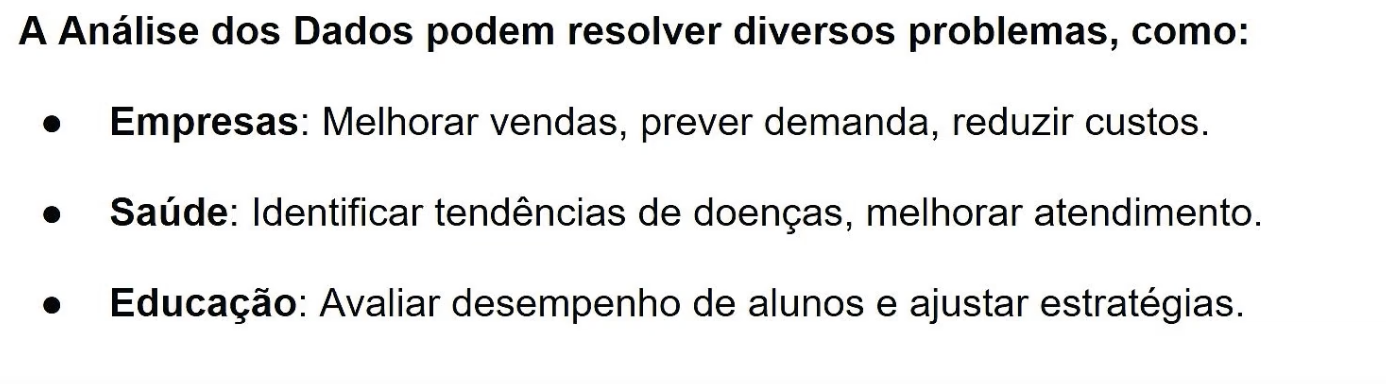 A Análise dos Dados podem resolver diversos problemas, como:
● Empresas: Melhorar vendas, prever demanda, reduzir custos.
● Saúde: Identificar tendências de doenças, melhorar atendimento.
● Educação: Avaliar desempenho de alunos e ajustar estratégias.